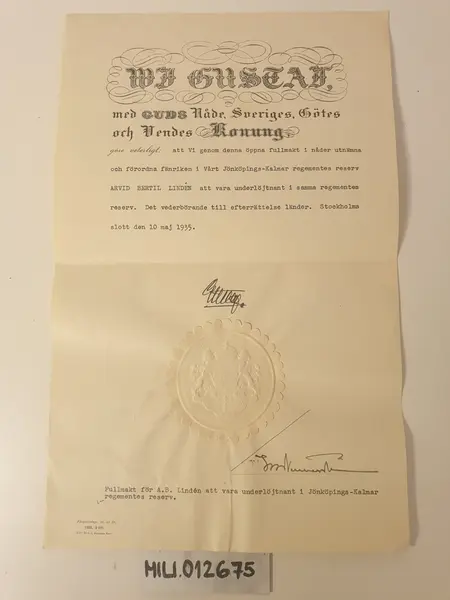 WJ GUSTAF,
med GUDS Nåde, Sveriges, Götes
och Vendes Konung,
göre veterligt, att Vi genom denna öppna fullmakt i nåder utnämna
och förordna fänriken i Vårt Jönköpings-Kalmar regementes reserv
ARVID BERTIL LINDÉN att vara underlöjtnant i samma regementes
reserv. Det vederbörande till efterrättelse länder. Stockholms
slott den 10 maj 1935.
Fullmakt för A.B. Lindén att vara underlöjtnant i Jönköpings-Kalmar
regementes reserv.
MILI.012675